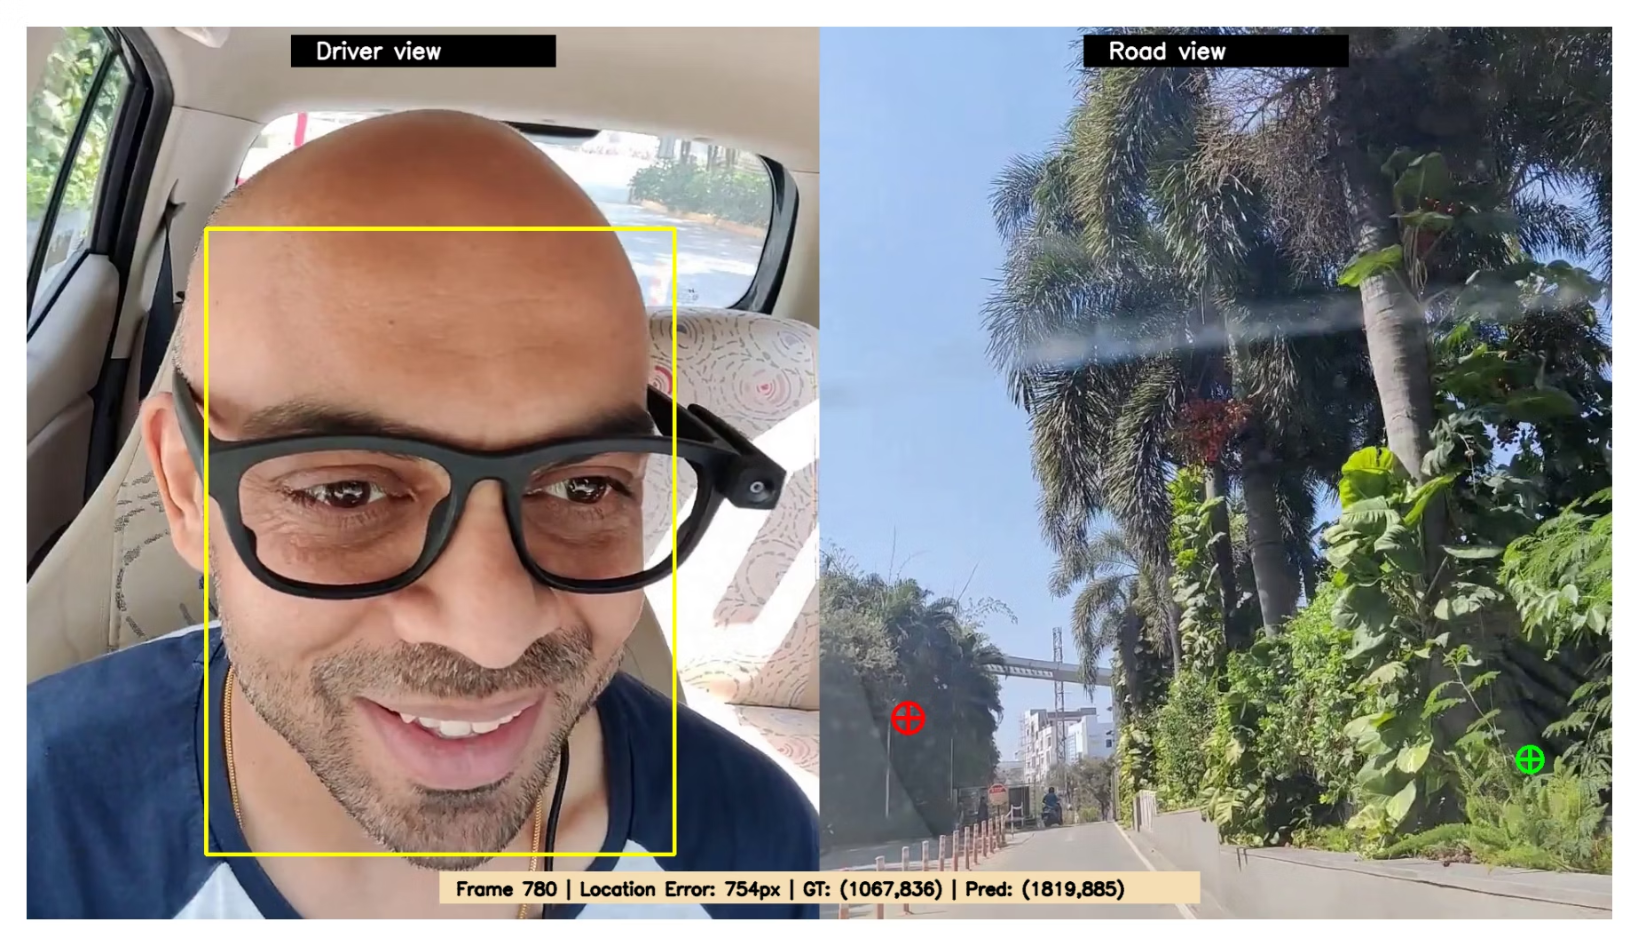 Driver view
Road view
Frame 780 | Location Error: 754px | GT: (1067,836) | Pred: (1819,885)